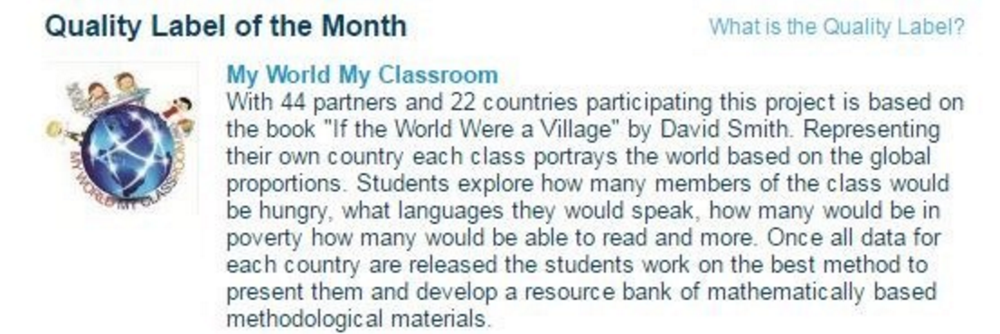 Quality Label of the Month
What is the Quality Label?
MY WORLD MY CLASSROOM
My World My Classroom
With 44 partners and 22 countries participating this project is based on
the book "If the World Were a Village" by David Smith. Representing
their own country each class portrays the world based on the global
proportions. Students explore how many members of the class would
be hungry, what languages they would speak, how many would be in
poverty how many would be able to read and more. Once all data for
each country are released the students work on the best method to
present them and develop a resource bank of mathematically based
methodological materials.